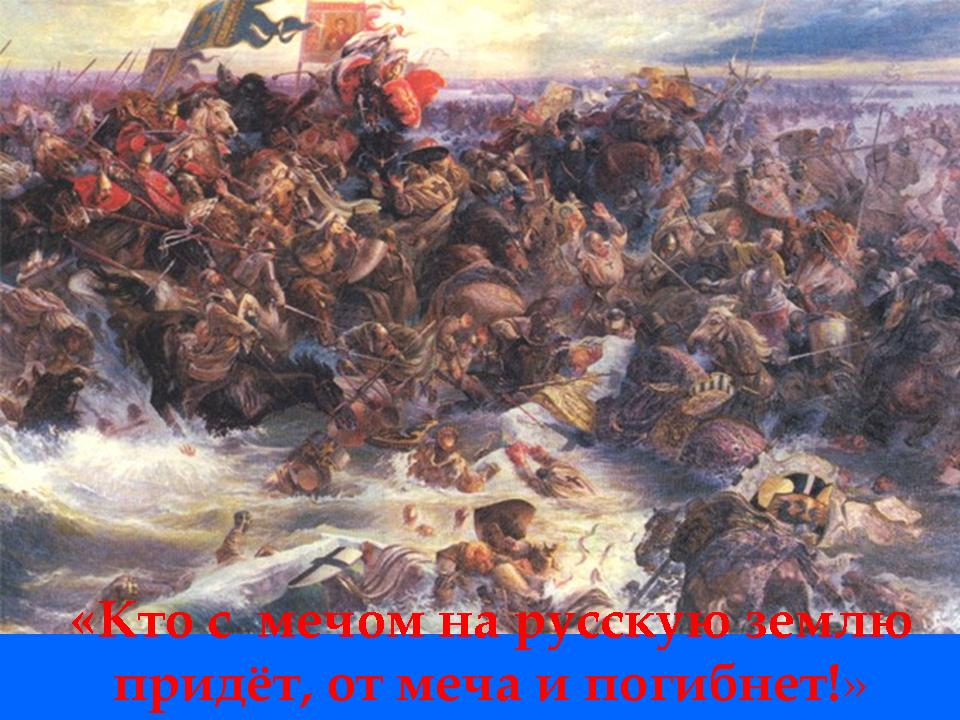 «Кто с  мечом на русскую землю
придёт, от меча и погибнет!»